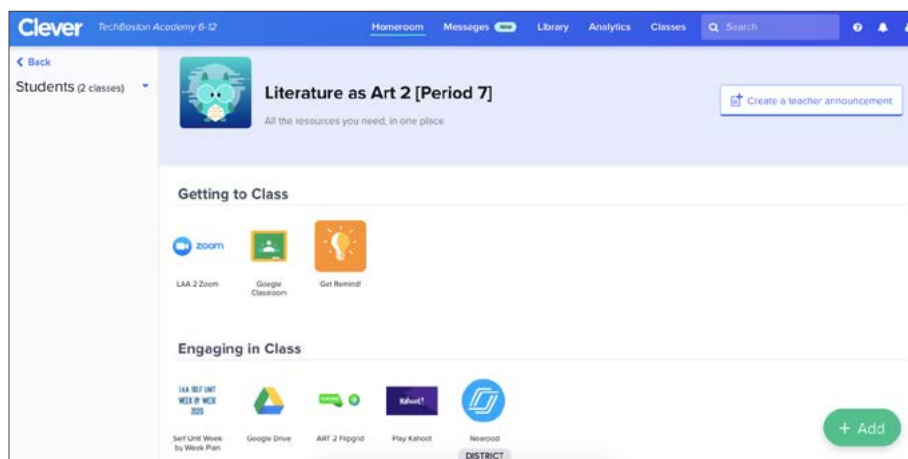 Clever TechBoston Academy 6-12 Homeroom Messages NEW Library Analytics Classes Search
Back
Students (2 classes)
Literature as Art 2 [Period 7]
All the resources you need, in one place
Create a teacher announcement
Getting to Class
zoom
LAA 2 Zoom
Google Classroom
Get Remind!
Engaging in Class
LAA SELF UNIT
WEEK BY WEEK
2020
Kahoot!
Self Unit Week
by Week Plan
Google Drive
ART 2 Flipgrid
Play Kahoot
Nearpod
DISTRICT
+ Add